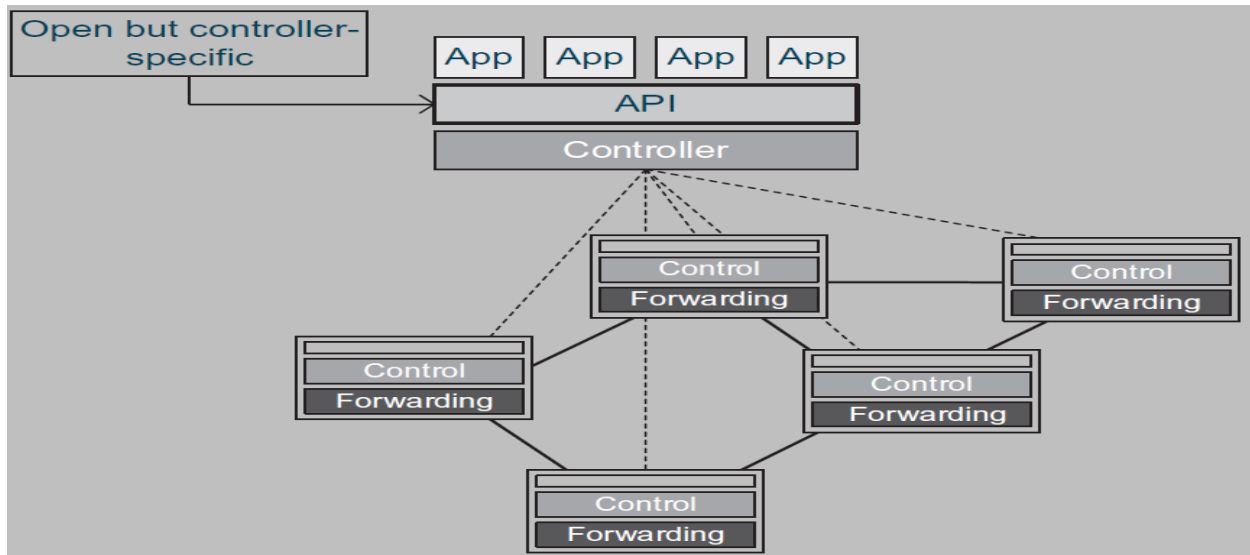 Open but controller-
specific
App App App App
API
Controller
Control
Forwarding
Control
Forwarding
Control
Forwarding
Control
Forwarding
Control
Forwarding